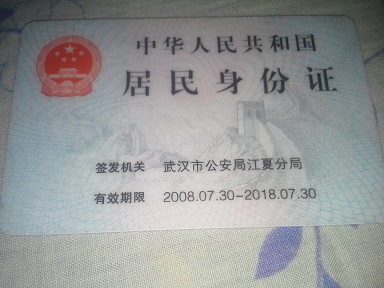 中华人民共和国
居民身份证
签发机关 武汉市公安局江夏分局
有效期限 2008.07.30-2018.07.30